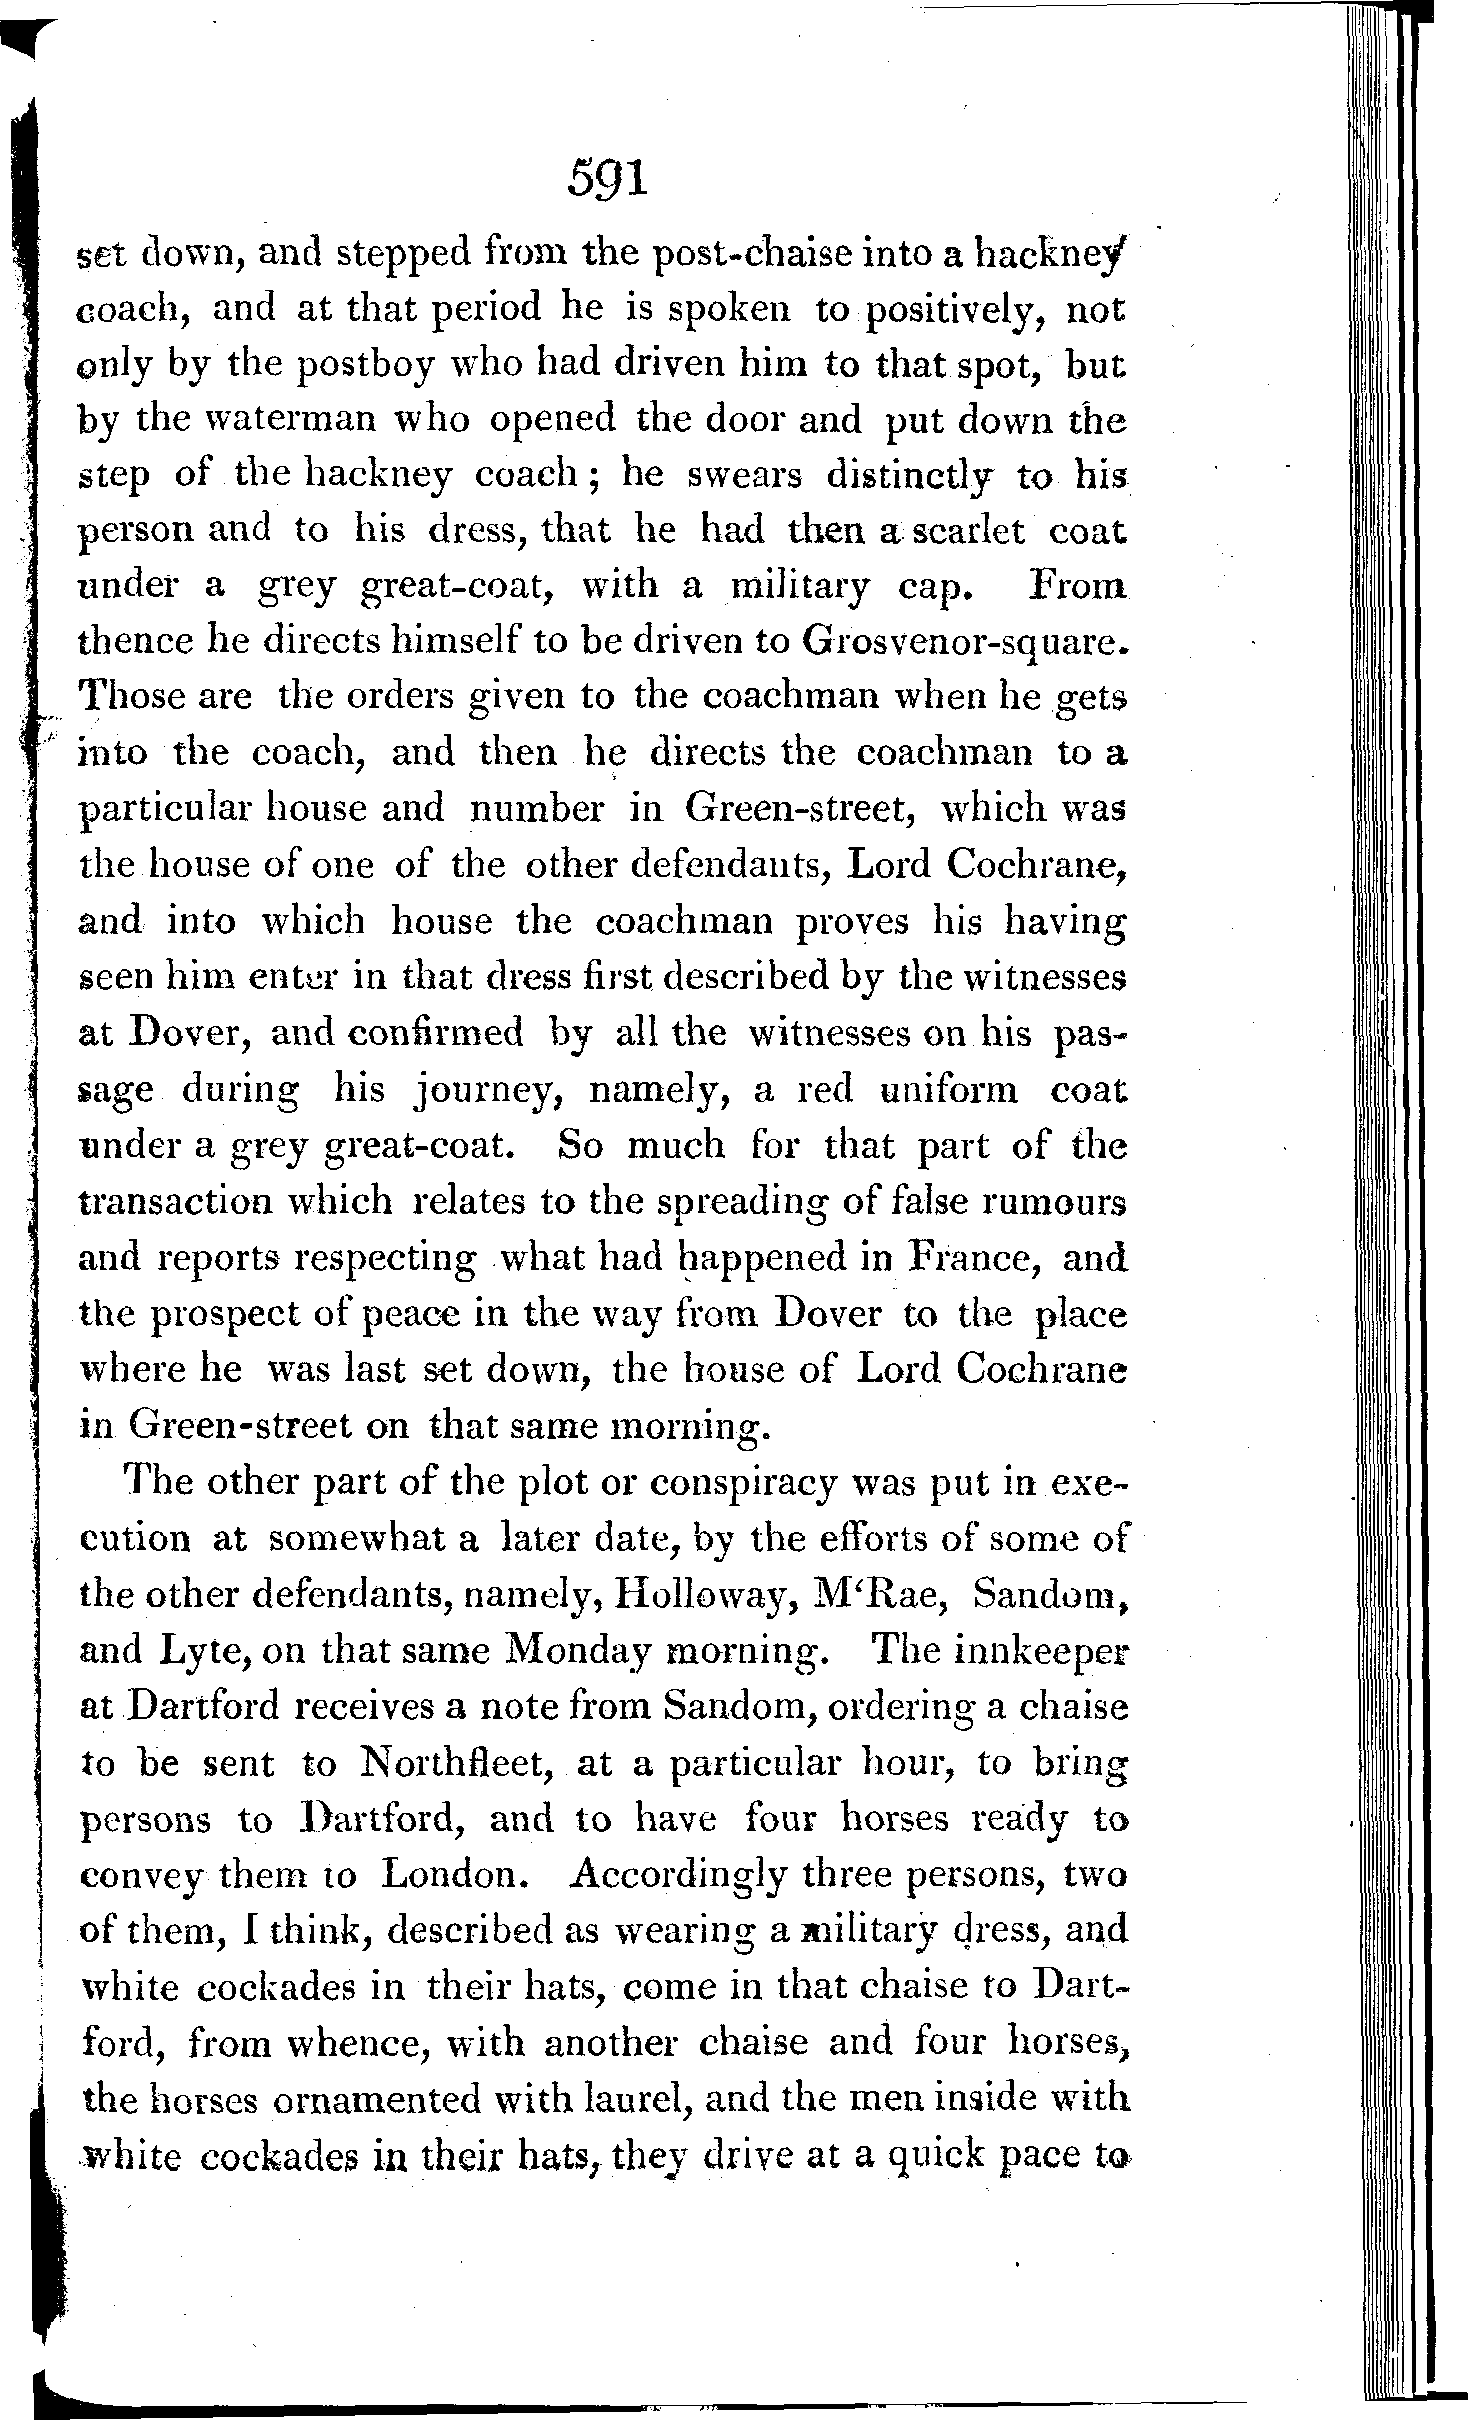 591
set down, and stepped from the post-chaise into a hackney
coach, and at that period he is spoken to positively, not
only by the postboy who had driven him to that spot, but
by the waterman who opened the door and put down the
step of the hackney coach ; he swears distinctly to his
person and to his dress, that he had then a scarlet coat
under a grey great-coat, with a military cap. From
thence he directs himself to be driven to Grosvenor-square.
Those are the orders given to the coachman when he gets
into the coach, and then he directs the coachman to a
particular house and number in Green-street, which was
the house of one of the other defendants, Lord Cochrane,
and into which house the coachman proves his having
seen him enter in that dress first described by the witnesses
at Dover, and confirmed by all the witnesses on his pas-
sage during his journey, namely, a red uniform coat
under a grey great-coat. So much for that part of the
transaction which relates to the spreading of false rumours
and reports respecting what had happened in France, and
the prospect of peace in the way from Dover to the place
where he was last set down, the house of Lord Cochrane
in Green-street on that same morning.
The other part of the plot or conspiracy was put in exe-
cution at somewhat a later date, by the efforts of some of
the other defendants, namely, Holloway, M‘Rae, Sandom,
and Lyte, on that same Monday morning. The innkeeper
at Dartford receives a note from Sandom, ordering a chaise
to be sent to Northfleet, at a particular hour, to bring
persons to Dartford, and to have four horses ready to
convey them to London. Accordingly three persons, two
of them, I think, described as wearing a military dress, and
white cockades in their hats, come in that chaise to Dart-
ford, from whence, with another chaise and four horses,
the horses ornamented with laurel, and the men inside with
white cockades in their hats, they drive at a quick pace to